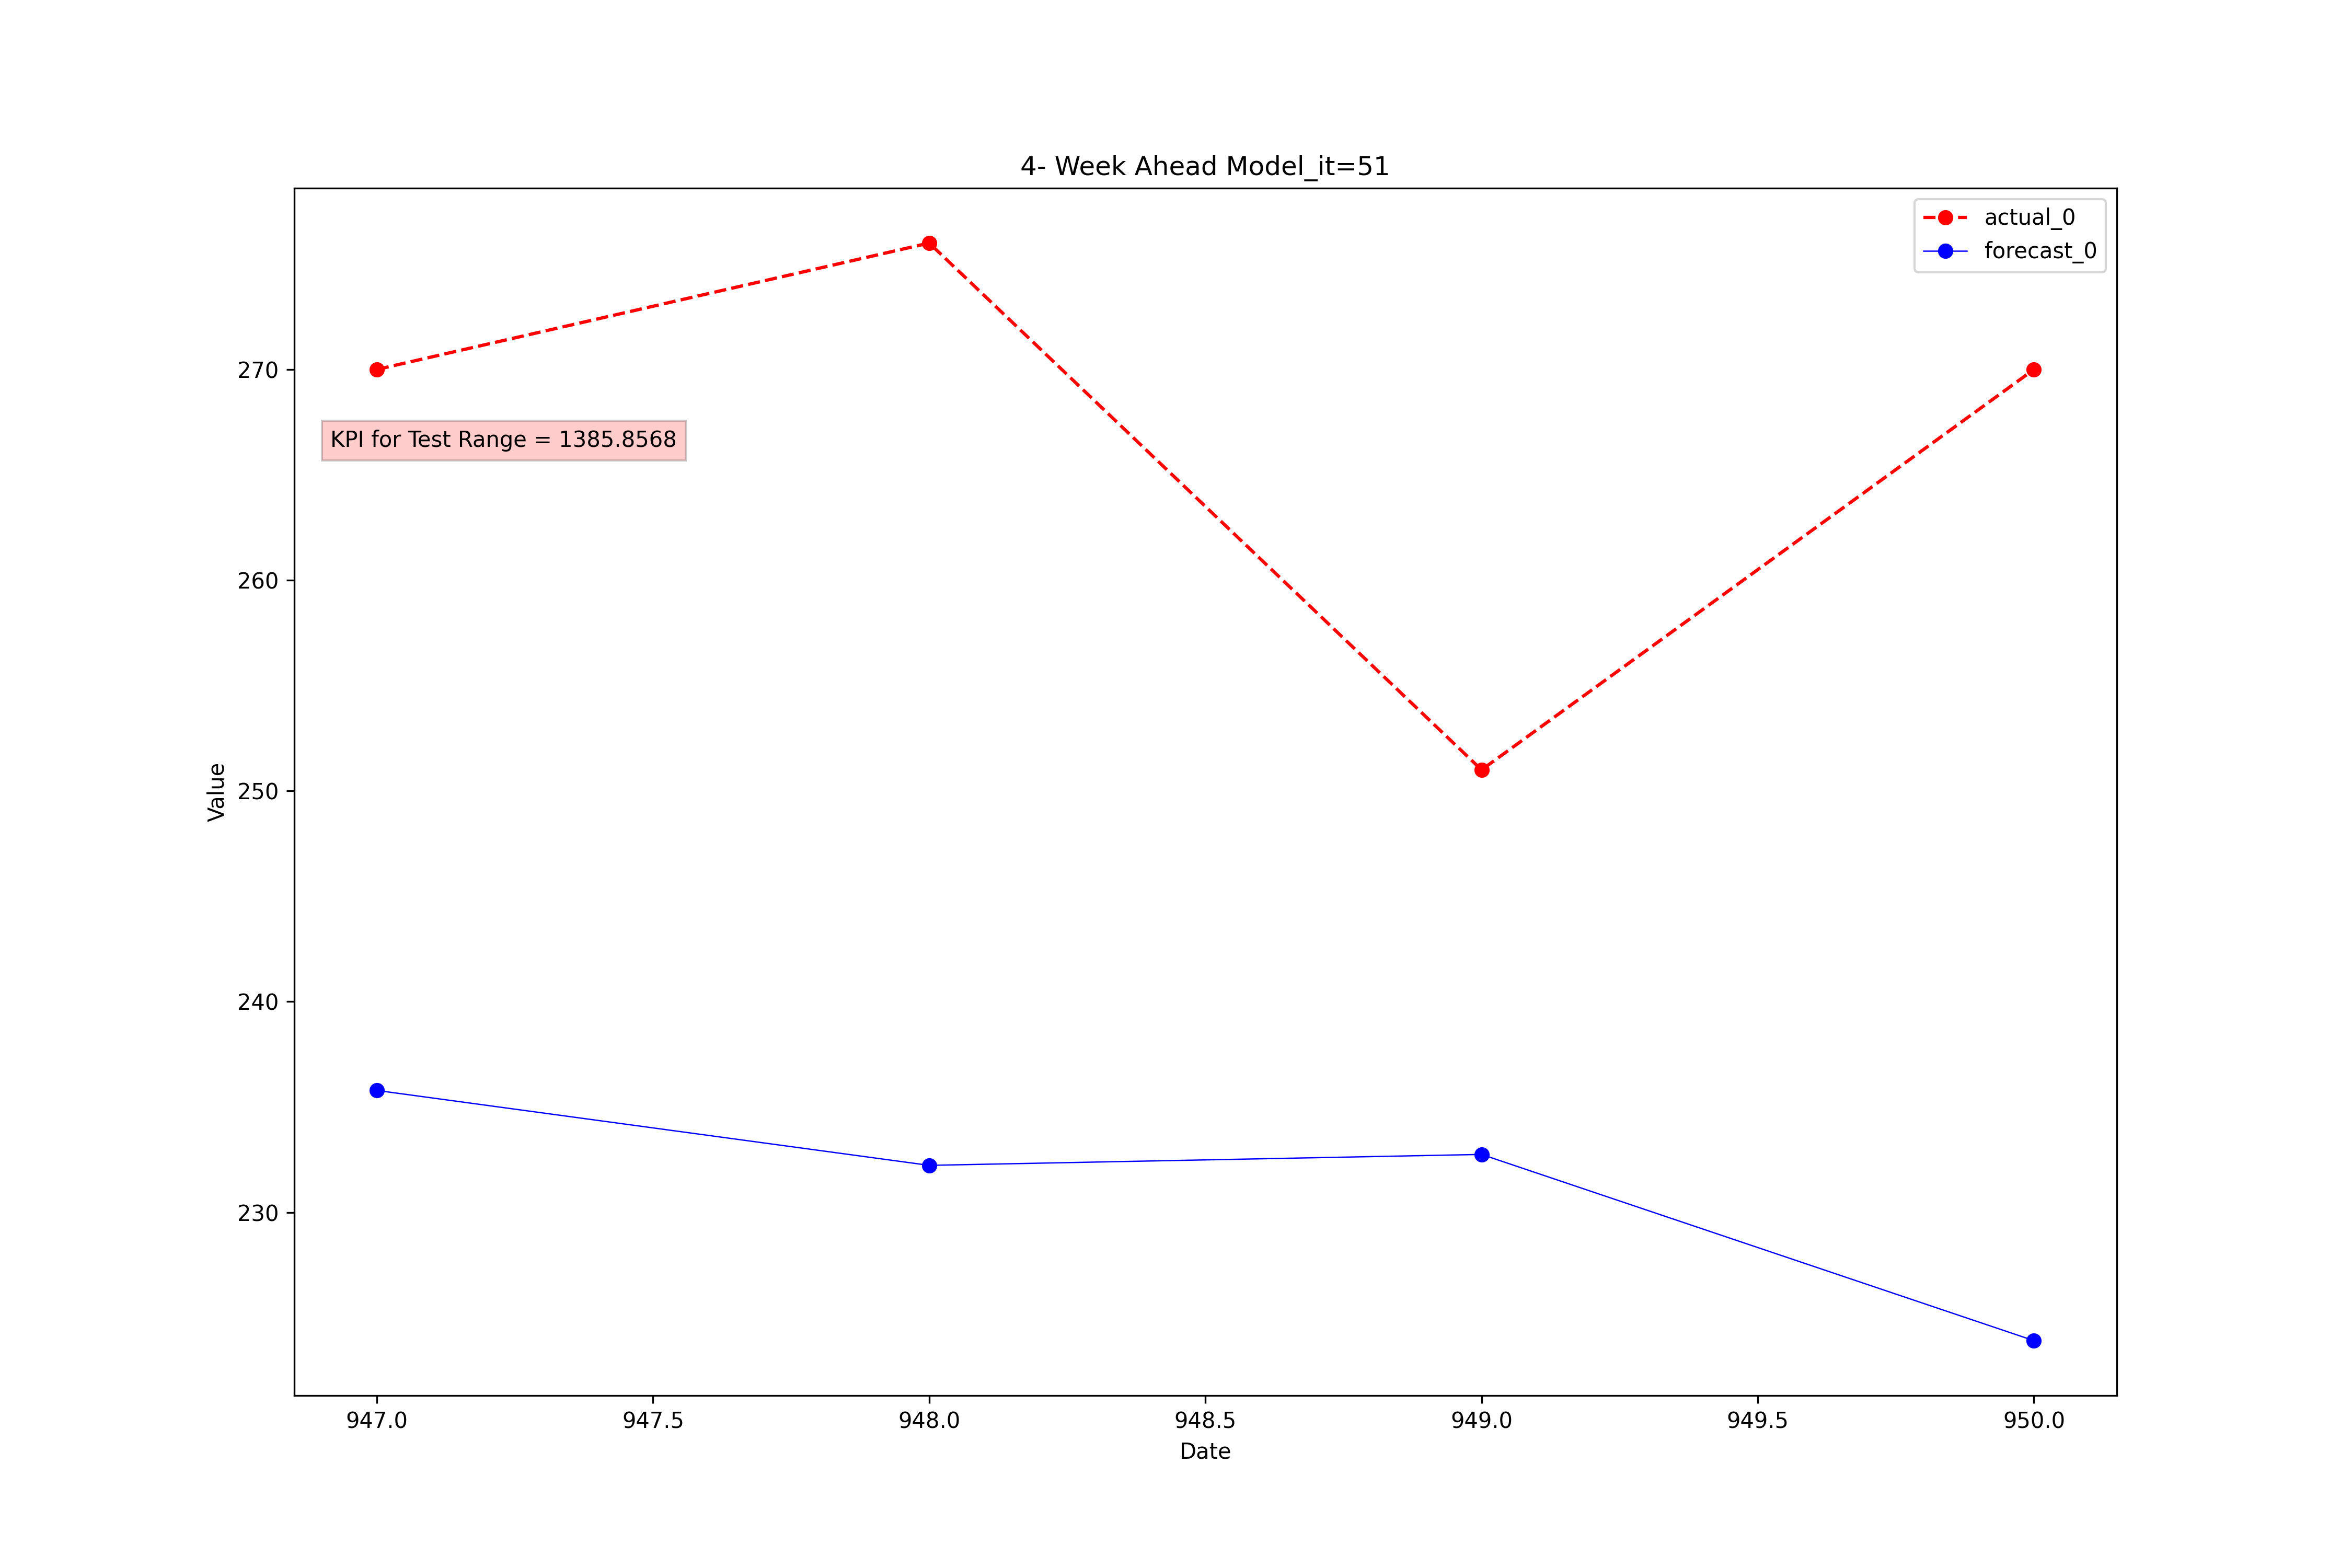 4- Week Ahead Model_it=51
actual_0
forecast_0
KPI for Test Range = 1385.8568
270
260
250
240
230
Value
947.0 947.5 948.0 948.5 949.0 949.5 950.0
Date